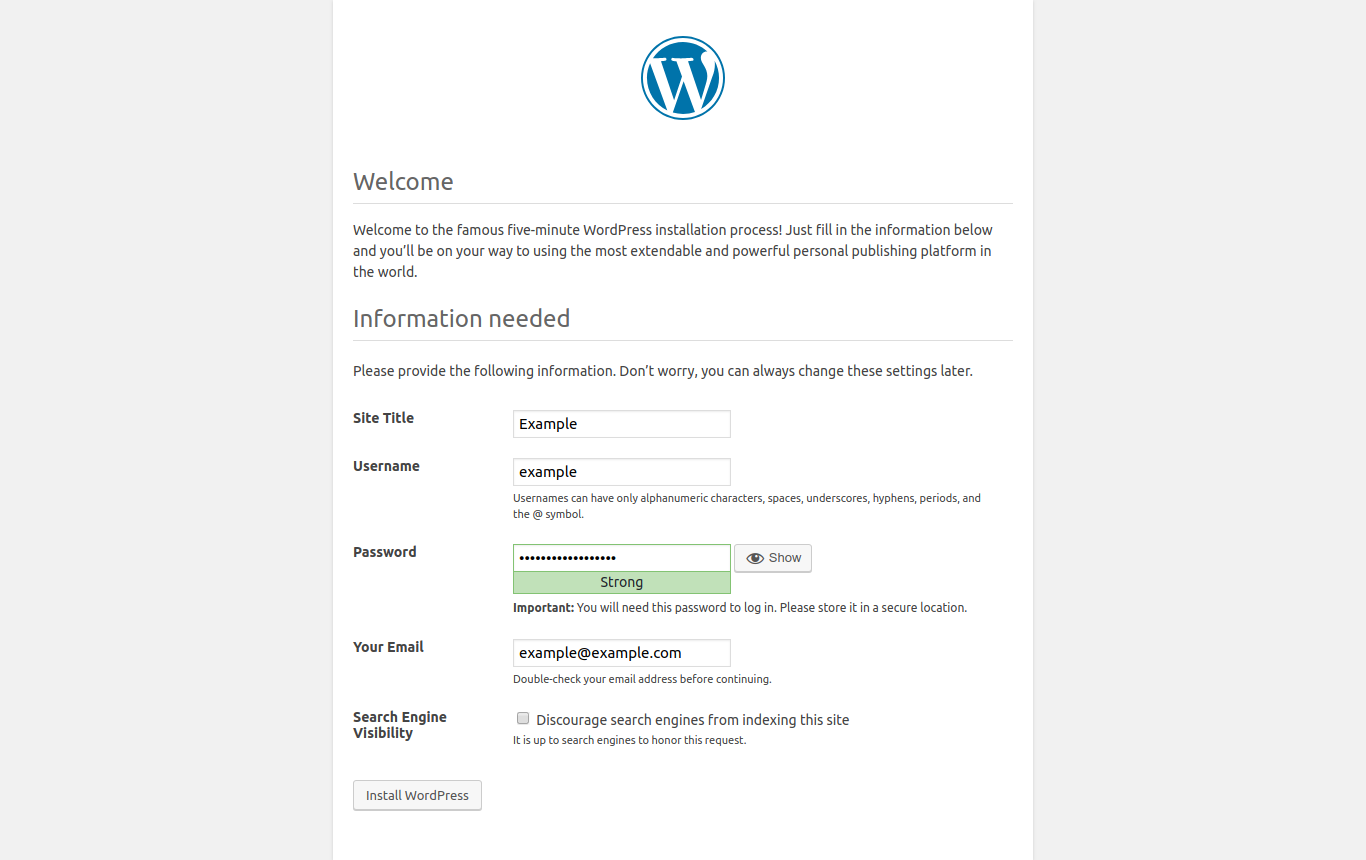 W
Welcome
Welcome to the famous five-minute WordPress installation process! Just fill in the information below
and you’ll be on your way to using the most extendable and powerful personal publishing platform in
the world.
Information needed
Please provide the following information. Don’t worry, you can always change these settings later.
Site Title
Example
Username
example
Usernames can have only alphanumeric characters, spaces, underscores, hyphens, periods, and
the @ symbol.
Password
••••••••••••••••••
Show
Strong
Important: You will need this password to log in. Please store it in a secure location.
Your Email
example@example.com
Double-check your email address before continuing.
Search Engine
Visibility
Discourage search engines from indexing this site
It is up to search engines to honor this request.
Install WordPress